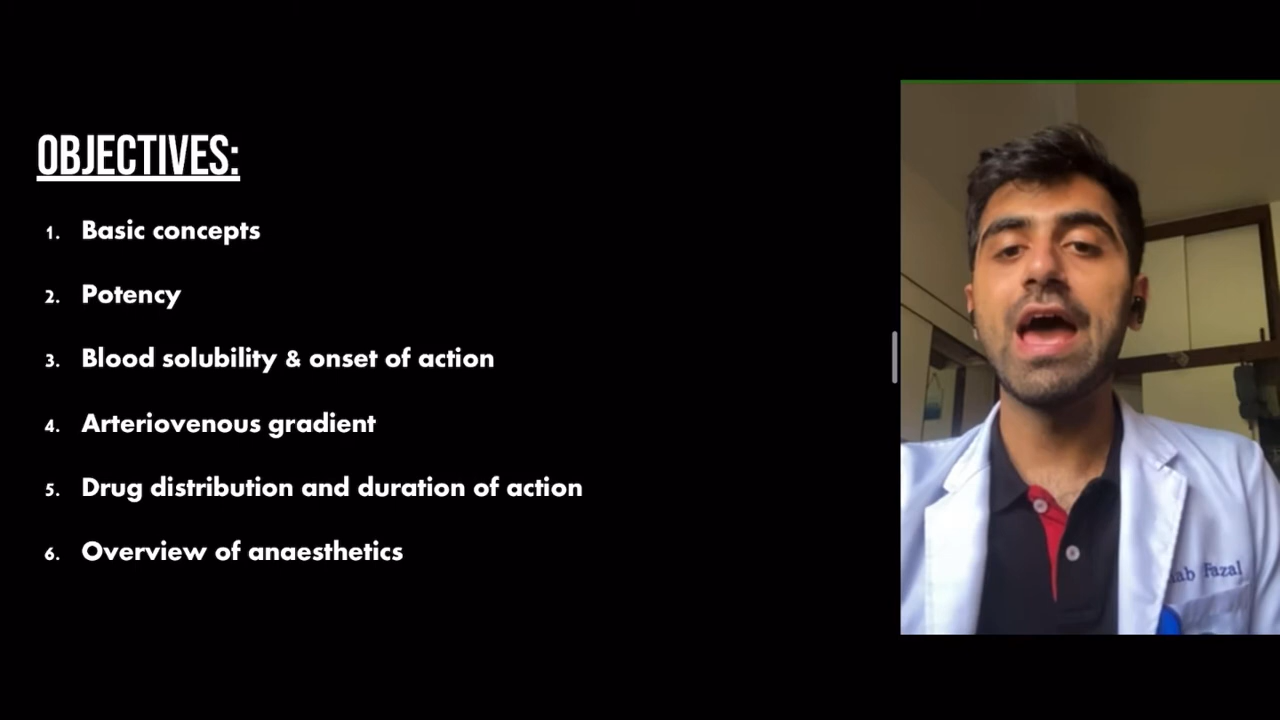 OBJECTIVES:
1. Basic concepts
2. Potency
3. Blood solubility & onset of action
4. Arteriovenous gradient
5. Drug distribution and duration of action
6. Overview of anaesthetics
Fazal